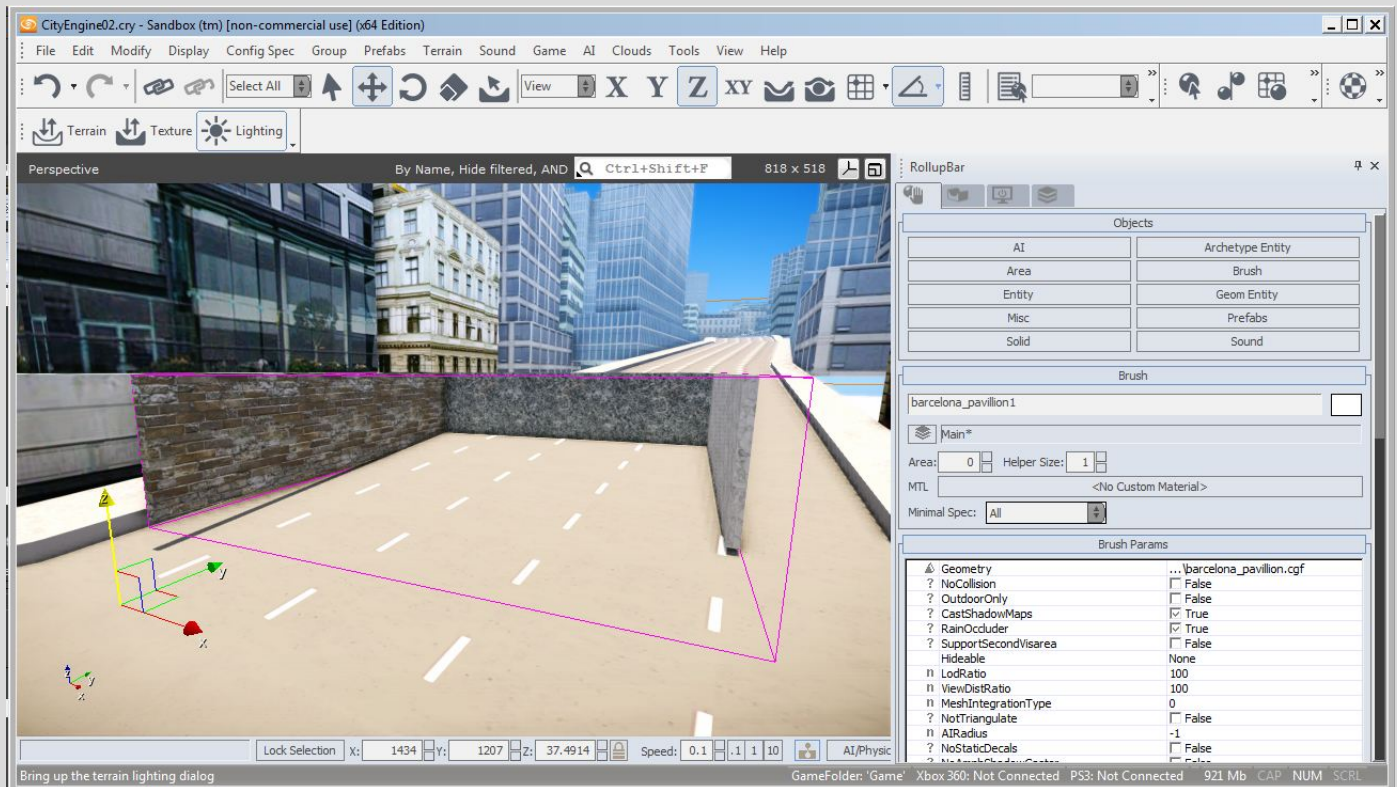 CityEngine02.cry - Sandbox (tm) [non-commercial use] (x64 Edition)
File Edit Modify Display Config Spec Group Prefabs Terrain Sound Game AI Clouds Tools View Help
Select All View X Y Z XY
Terrain Texture Lighting
Perspective By Name, Hide filtered, AND Ctrl+Shift+F 818 x 518
RollupBar
Objects
AI Archetype Entity
Area Brush
Entity Geom Entity
Misc Prefabs
Solid Sound
Brush
barcelona_pavillion1
Main*
Area: 0 Helper Size: 1
MTL <No Custom Material>
Minimal Spec: All
Brush Params
Geometry ...\barcelona_pavillion.cgf
? NoCollision False
? OutdoorOnly False
? CastShadowMaps True
? RainOccluder True
? SupportSecondVisarea False
Hideable None
n LodRatio 100
n ViewDistRatio 100
n MeshIntegrationType 0
? NotTriangulate False
n AIRadius -1
? NoStaticDecals False
z
y
x
z
y
x
Lock Selection X: 1434 Y: 1207 Z: 37.4914 Speed: 0.1 .1 1 10 AI/Physic
Bring up the terrain lighting dialog GameFolder: 'Game' Xbox 360: Not Connected PS3: Not Connected 921 Mb CAP NUM SCRL